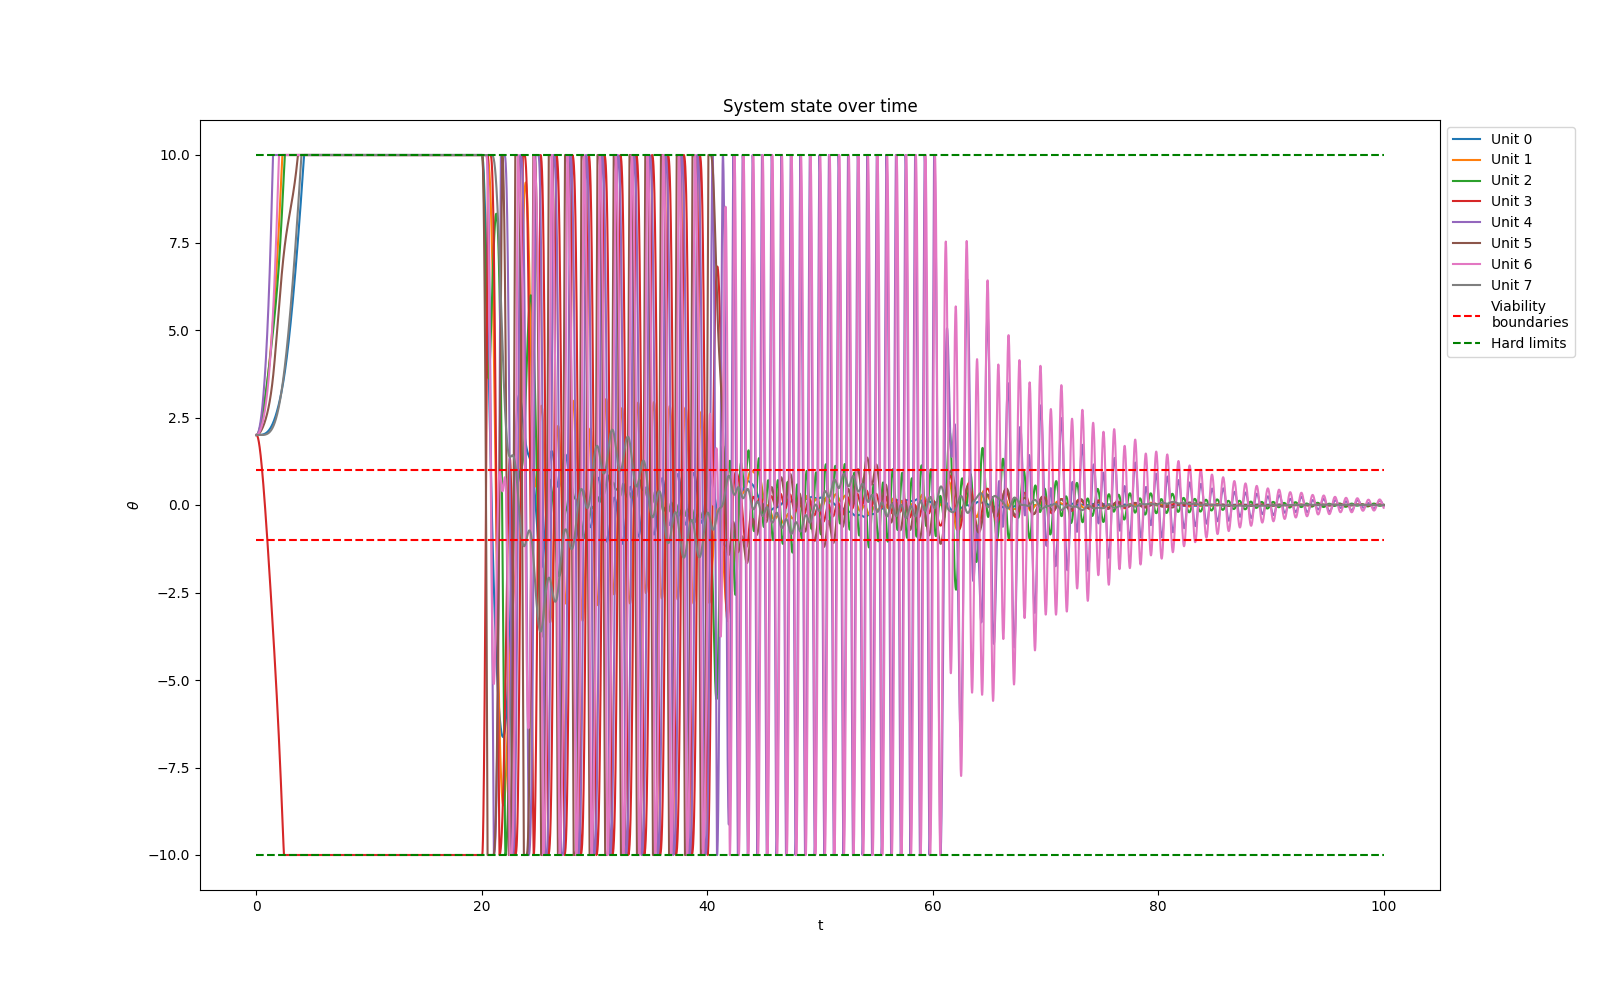 System state over time
10.0
7.5
5.0
2.5
0.0
−2.5
−5.0
−7.5
−10.0
θ
0
20
40
60
80
100
t
Unit 0
Unit 1
Unit 2
Unit 3
Unit 4
Unit 5
Unit 6
Unit 7
Viability
boundaries
Hard limits